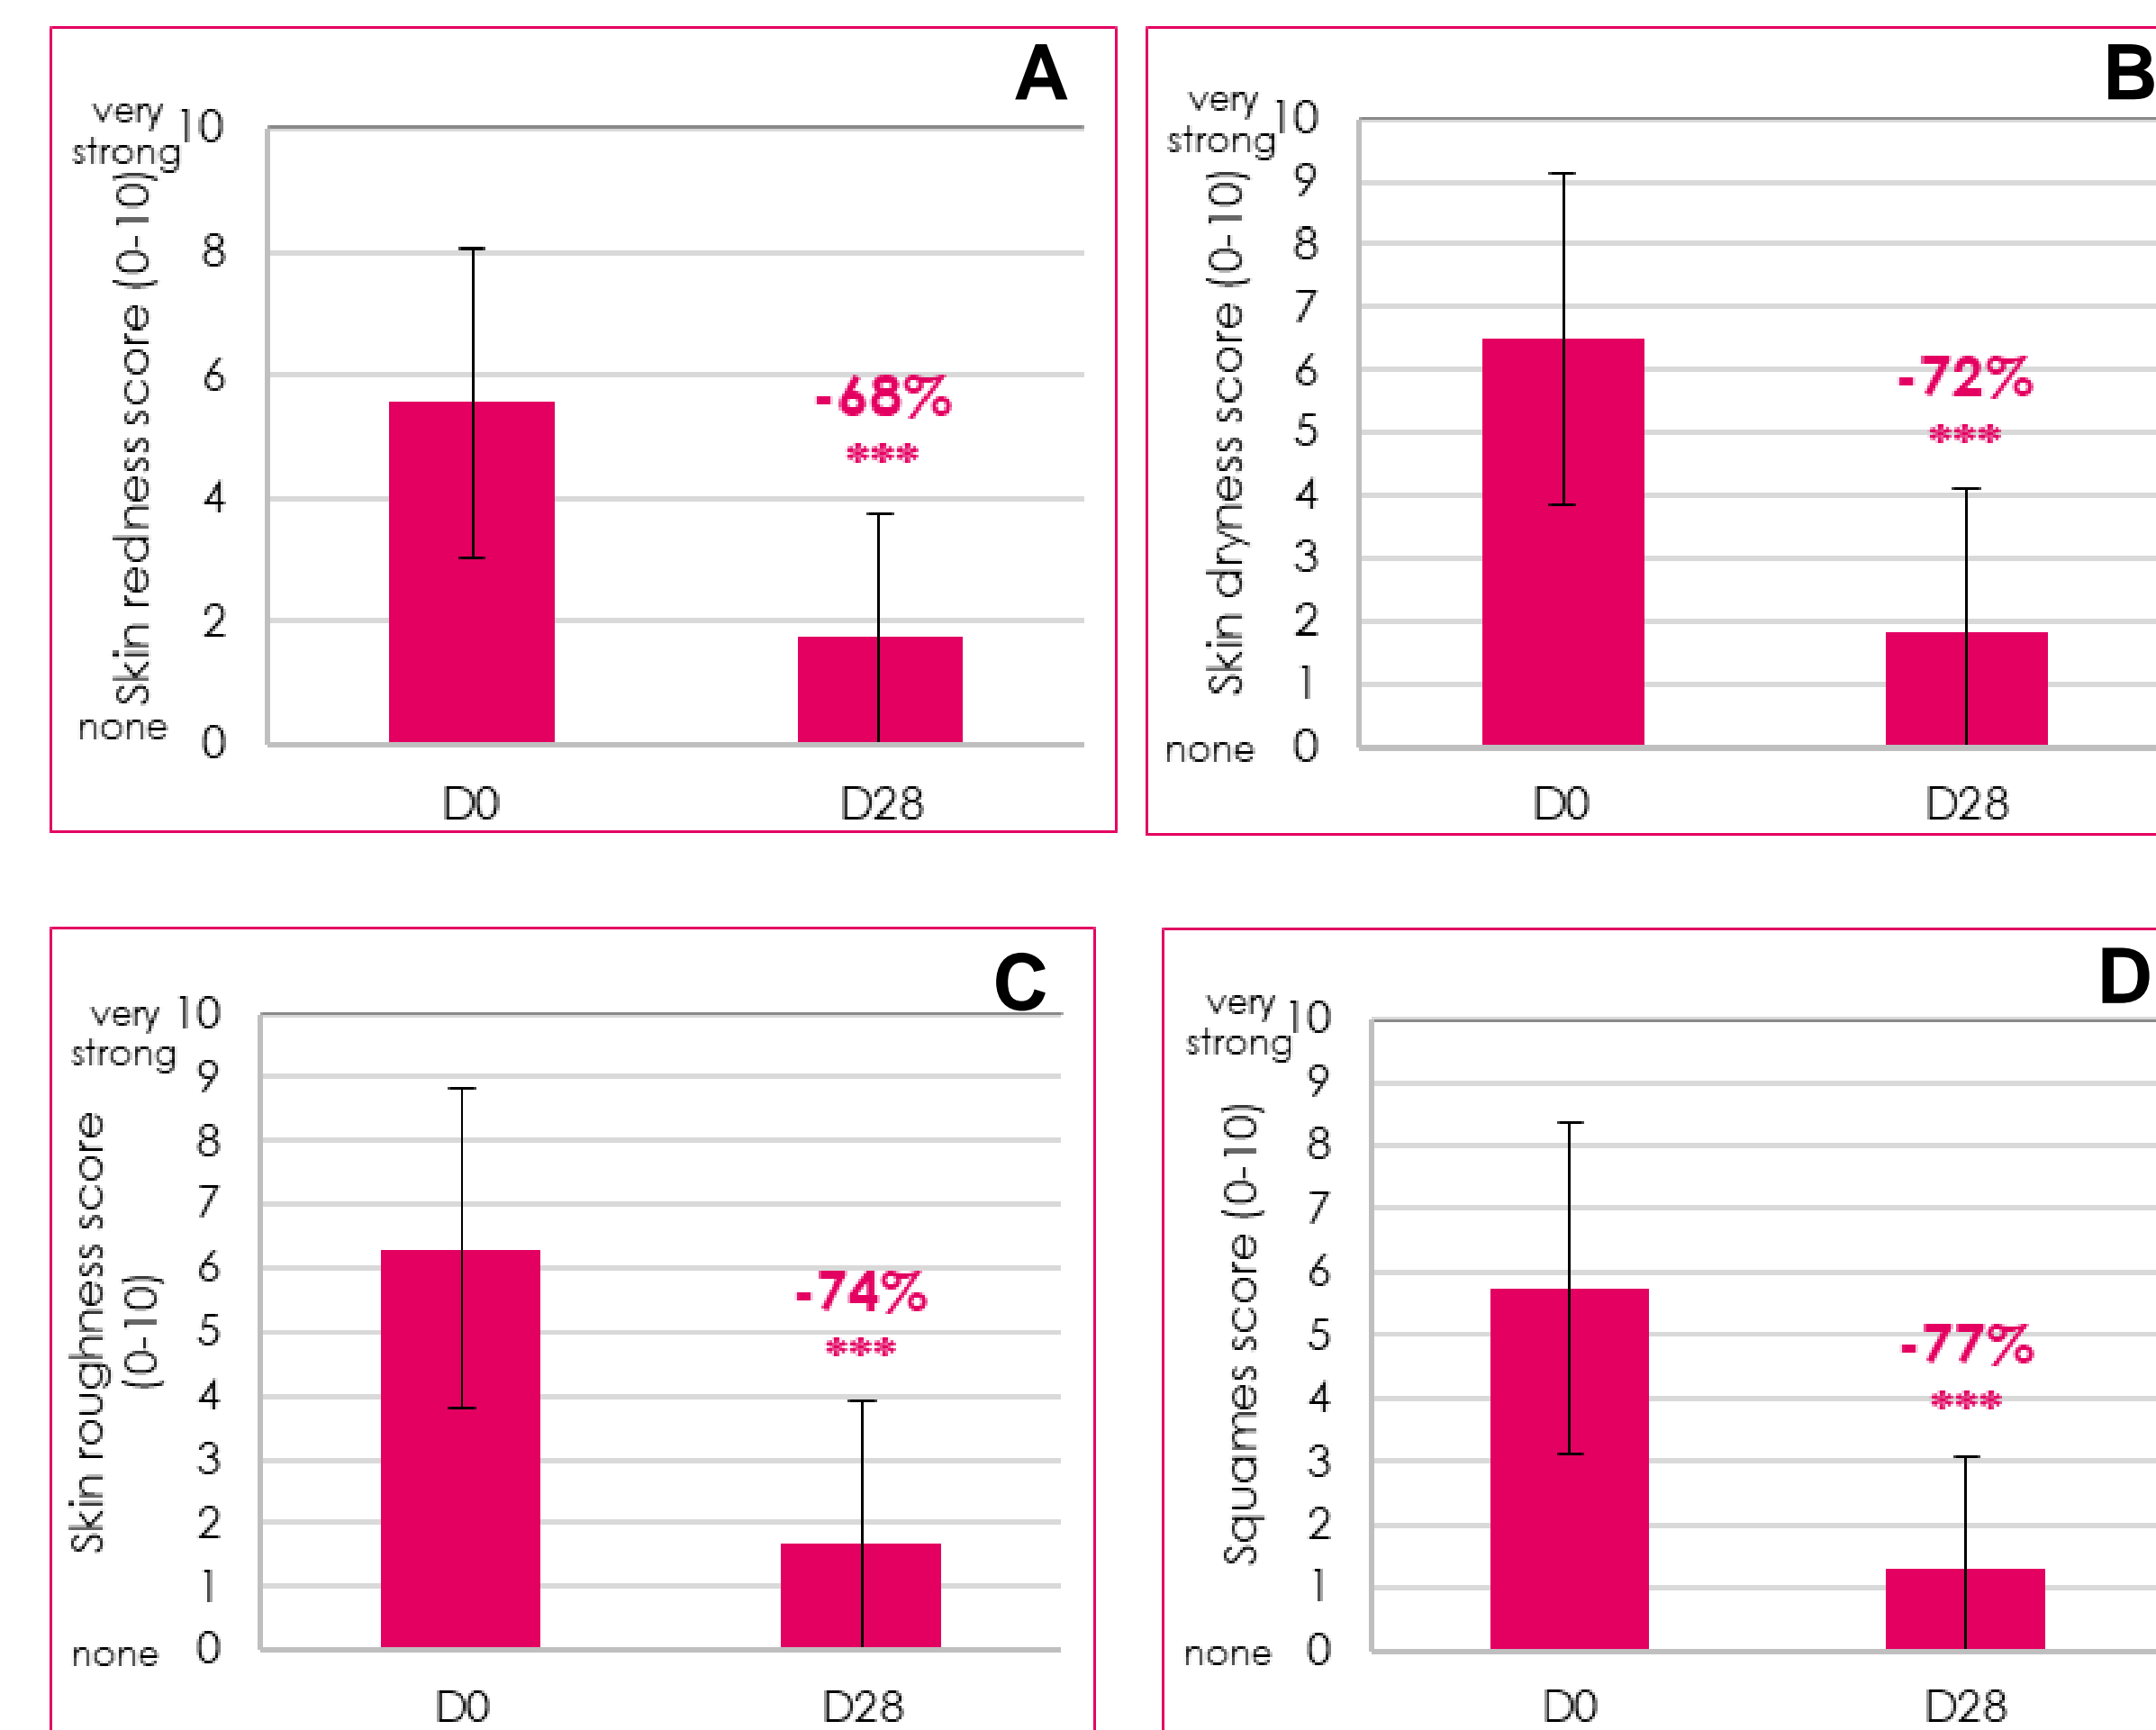 A
very
strong
10
8
6
4
2
0
none
Skin redness score (0-10)
-68%
***
D0
D28
B
very
strong
10
9
8
7
6
5
4
3
2
1
0
none
Skin dryness score (0-10)
-72%
***
D0
D28
C
very
strong
10
9
8
7
6
5
4
3
2
1
0
none
Skin roughness score
(0-10)
-74%
***
D0
D28
D
very
strong
10
9
8
7
6
5
4
3
2
1
0
none
Squames score (0-10)
-77%
***
D0
D28